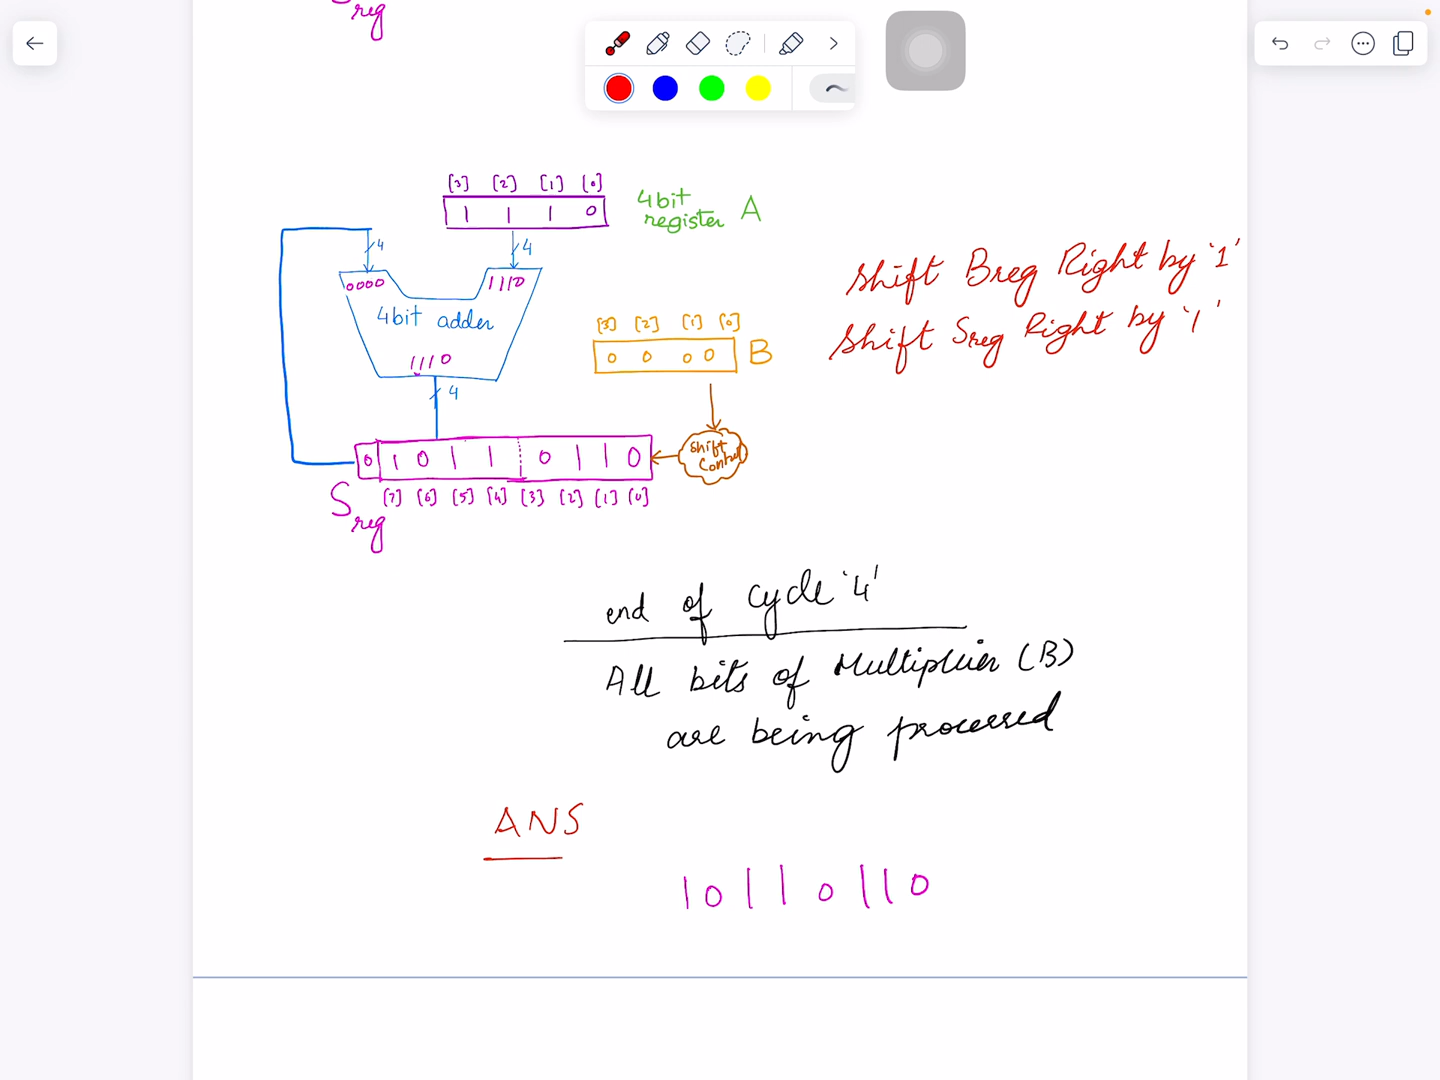 S
reg
[3] [2] [1] [0]
1 1 1 0
4bit
register A
4
4
0000
1110
4bit adder
1110
4
[3] [2] [1] [0]
0 0 0 0
B
Shift Breg Right by '1'
Shift Sreg Right by '1'
Shift
Control
0 1 0 1 1 0 1 1 0
[7] [6] [5] [4] [3] [2] [1] [0]
S
reg
end of Cycle '4'
All bits of Multiplier (B)
are being processed
ANS
10110110